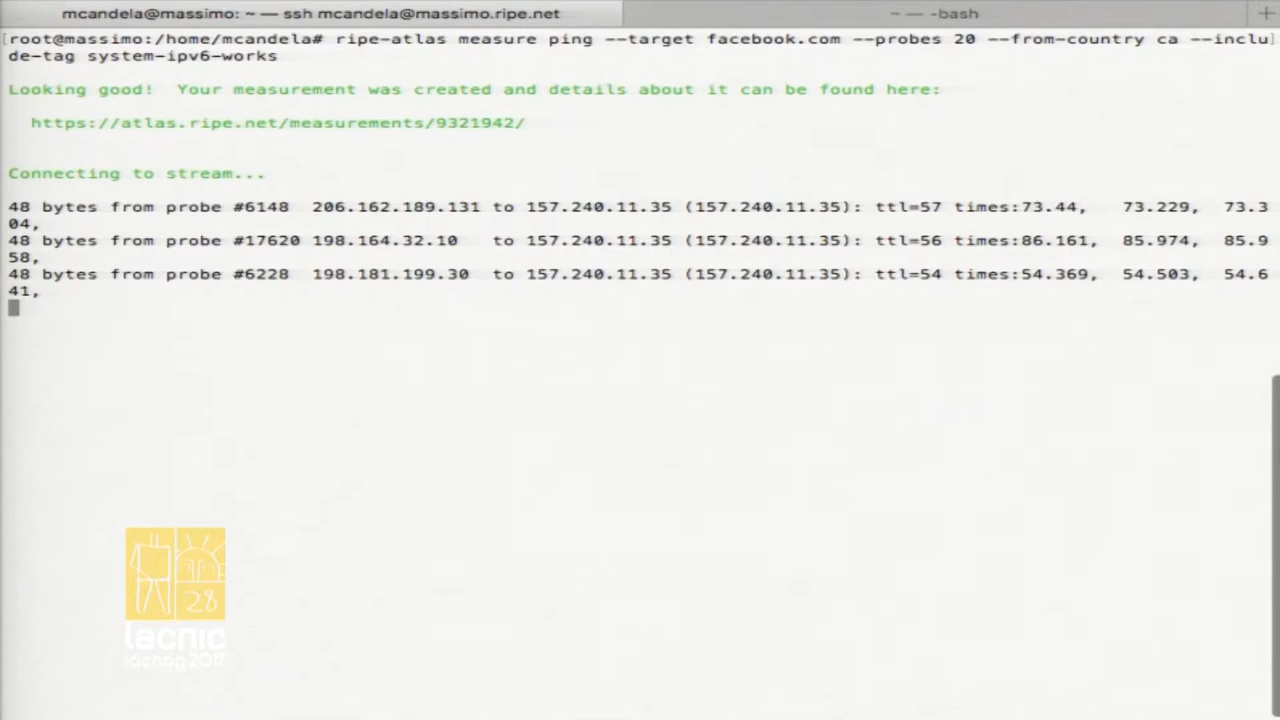 mcandela@massimo: ~ — ssh mcandela@massimo.ripe.net
~ — -bash
[root@massimo:/home/mcandela# ripe-atlas measure ping --target facebook.com --probes 20 --from-country ca --inclu]
de-tag system-ipv6-works
Looking good!  Your measurement was created and details about it can be found here:
https://atlas.ripe.net/measurements/9321942/
Connecting to stream...
48 bytes from probe #6148  206.162.189.131 to 157.240.11.35 (157.240.11.35): ttl=57 times:73.44,   73.229,  73.3
04,
48 bytes from probe #17620 198.164.32.10   to 157.240.11.35 (157.240.11.35): ttl=56 times:86.161,  85.974,  85.9
58,
48 bytes from probe #6228  198.181.199.30  to 157.240.11.35 (157.240.11.35): ttl=54 times:54.369,  54.503,  54.6
41,
28
lacnic
lacnog 2017